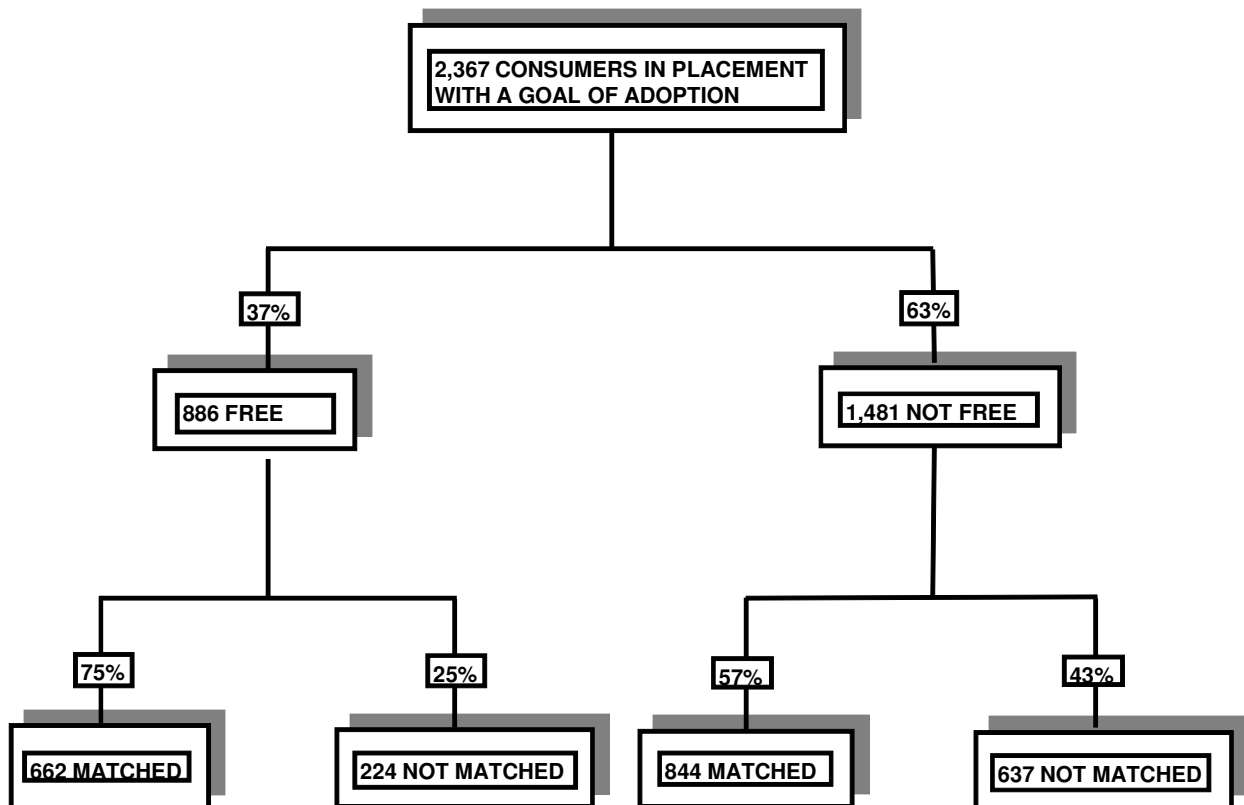 2,367 CONSUMERS IN PLACEMENT
WITH A GOAL OF ADOPTION
37%
63%
886 FREE
1,481 NOT FREE
75%
25%
57%
43%
662 MATCHED
224 NOT MATCHED
844 MATCHED
637 NOT MATCHED